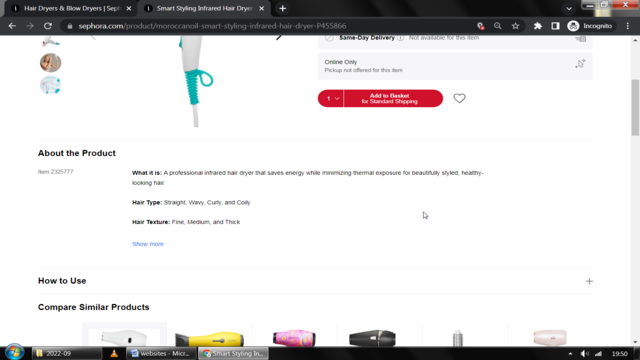 Hair Dryers & Blow Dryers | Seph
Smart Styling Infrared Hair Dryer
sephora.com/product/moroccanoil-smart-styling-infrared-hair-dryer-P455866
Incognito
Same-Day Delivery
Not available for this item
Online Only
Pickup not offered for this item
1
Add to Basket
for Standard Shipping
About the Product
Item 2325777
What it is: A professional infrared hair dryer that saves energy while minimizing thermal exposure for beautifully styled, healthy-
looking hair.
Hair Type: Straight, Wavy, Curly, and Coily
Hair Texture: Fine, Medium, and Thick
Show more
How to Use
Compare Similar Products
2022-09
websites - Micr...
Smart Styling In...
19:50